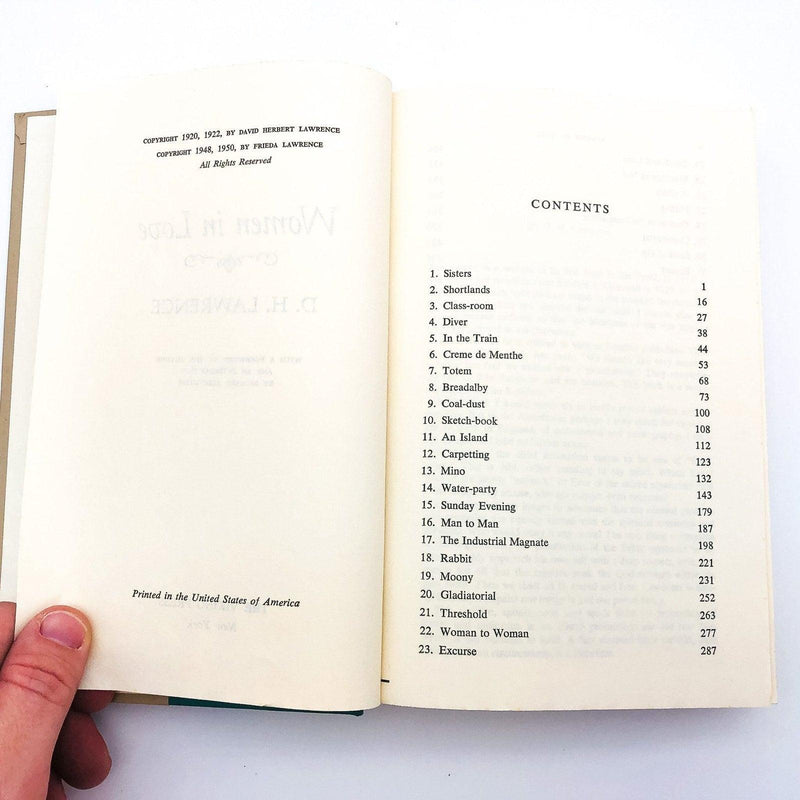 COPYRIGHT 1920, 1922, BY DAVID HERBERT LAWRENCE
COPYRIGHT 1948, 1950, BY FRIEDA LAWRENCE
All Rights Reserved
Printed in the United States of America
CONTENTS
1. Sisters 1
2. Shortlands 16
3. Class-room 27
4. Diver 38
5. In the Train 44
6. Creme de Menthe 53
7. Totem 68
8. Breadalby 73
9. Coal-dust 100
10. Sketch-book 108
11. An Island 112
12. Carpetting 123
13. Mino 132
14. Water-party 143
15. Sunday Evening 179
16. Man to Man 187
17. The Industrial Magnate 198
18. Rabbit 221
19. Moony 231
20. Gladiatorial 252
21. Threshold 263
22. Woman to Woman 277
23. Excurse 287